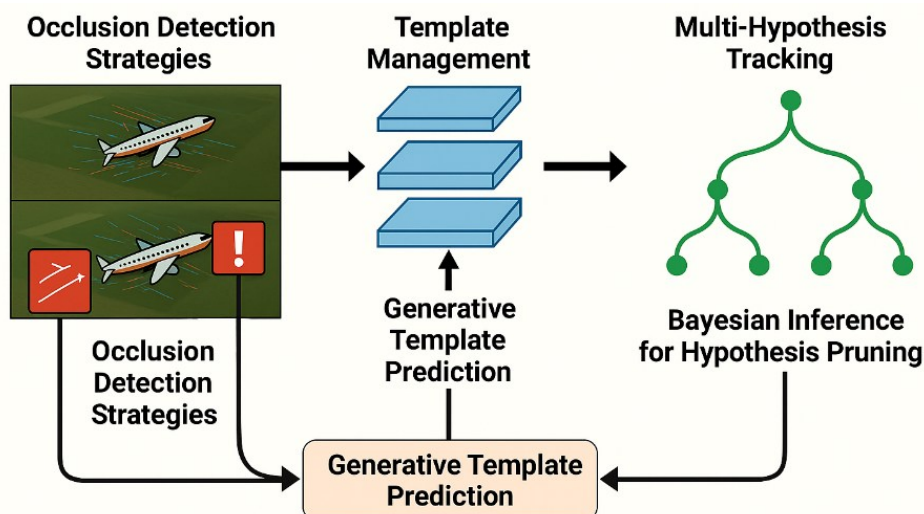 Occlusion Detection
Strategies
Template
Management
Multi-Hypothesis
Tracking
!
Occlusion
Detection
Strategies
Generative
Template
Prediction
Bayesian Inference
for Hypothesis Pruning
Generative Template
Prediction